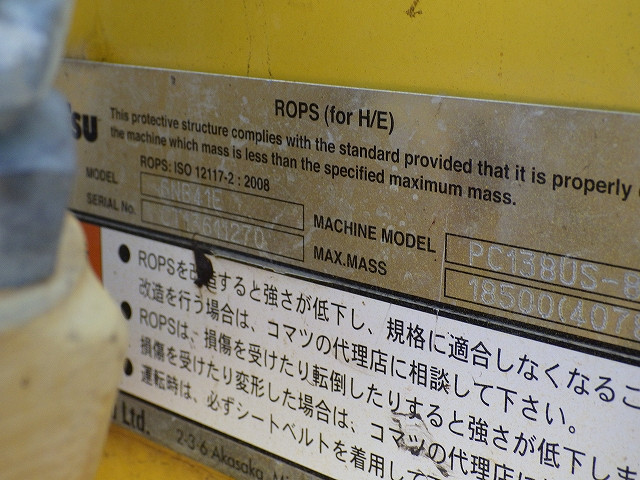 ROPS (for H/E)
su This protective structure complies with the standard provided that it is properly
the machine which mass is less than the specified maximum mass.
ROPS: ISO 12117-2 : 2008
MODEL 6NB41E
SERIAL No.
MACHINE MODEL PC138US-8
MAX.MASS 18500(407
● ROPSを改造すると強さが低下し、規格に適合しなくなるこ
改造を行う場合は、コマツの代理店に相談して下さい。
● ROPSは、損傷を受けたり転倒したりすると強さが低下しま
損傷を受けたり変形した場合は、コマツの代理店に
● 運転時は、必ずシートベルトを着用して
Ltd. 2-3 6 Akasaka,